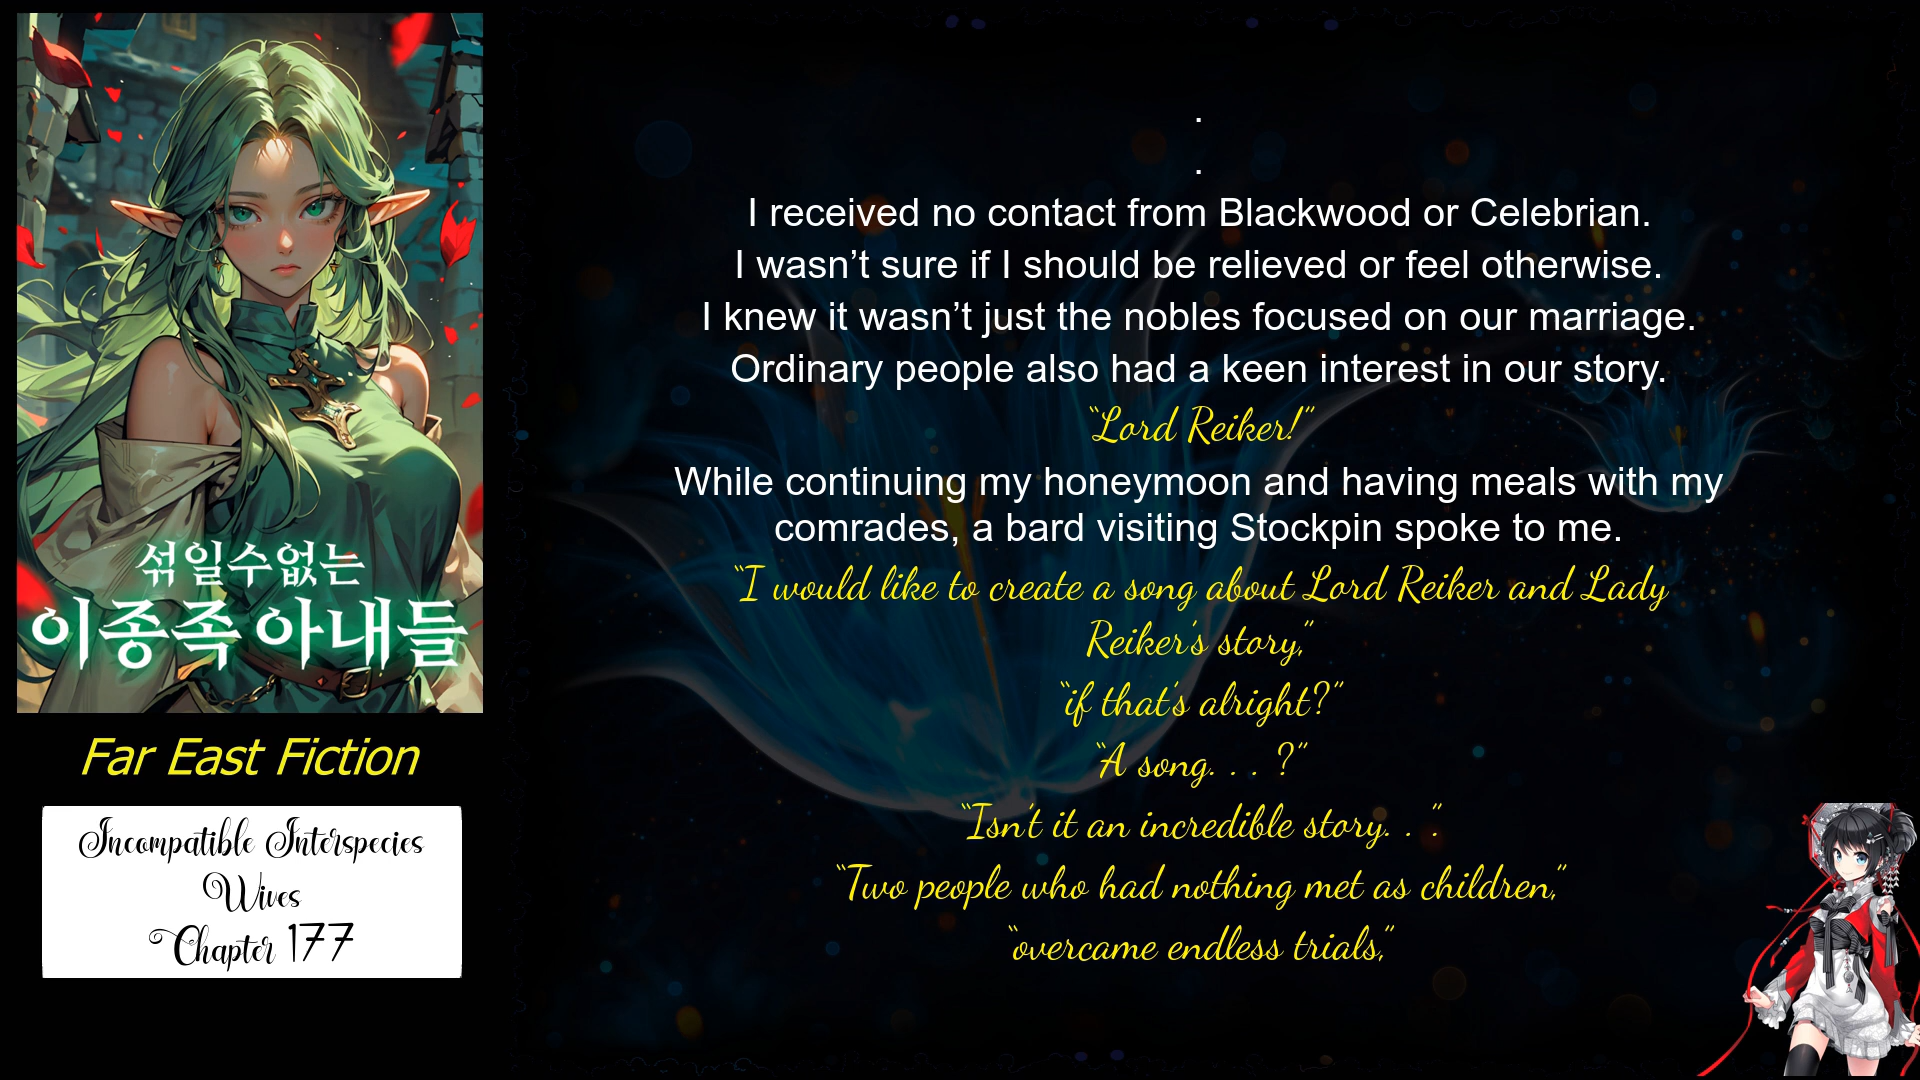 섞일수없는
이종족 아내들
Far East Fiction
Incompatible Interspecies
Wives
Chapter 177
.
.
I received no contact from Blackwood or Celebrian.
I wasn’t sure if I should be relieved or feel otherwise.
I knew it wasn’t just the nobles focused on our marriage.
Ordinary people also had a keen interest in our story.
“Lord Reiker!”
While continuing my honeymoon and having meals with my
comrades, a bard visiting Stockpin spoke to me.
“I would like to create a song about Lord Reiker and Lady
Reiker’s story,”
“if that’s alright?”
“A song. . . ?”
“Isn’t it an incredible story. . .”
“Two people who had nothing met as children,”
“overcame endless trials,”